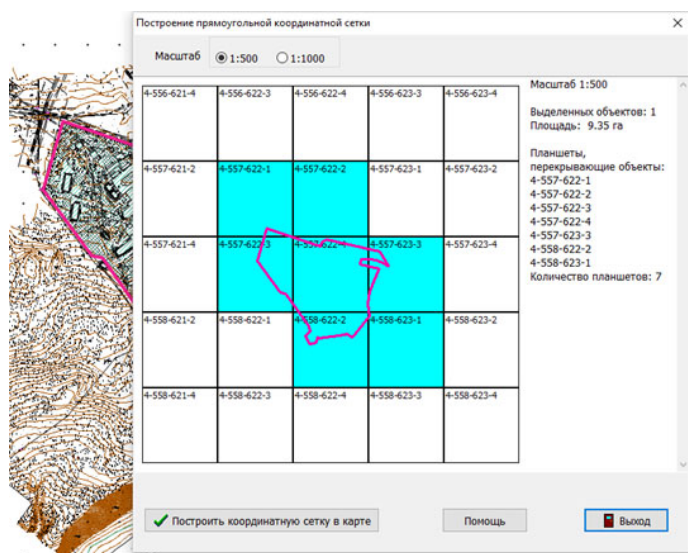 Построение прямоугольной координатной сетки
Масштаб 1:500 1:1000
4-556-621-4 4-556-622-3 4-556-622-4 4-556-623-3 4-556-623-4
4-557-621-2 4-557-622-1 4-557-622-2 4-557-623-1 4-557-623-2
4-557-621-4 4-557-622-3 4-557-622-4 4-557-623-3 4-557-623-4
4-558-621-2 4-558-622-1 4-558-622-2 4-558-623-1 4-558-623-2
4-558-621-4 4-558-622-3 4-558-622-4 4-558-623-3 4-558-623-4
Масштаб 1:500
Выделенных объектов: 1
Площадь: 9.35 га
Планшеты,
перекрывающие объекты:
4-557-622-1
4-557-622-2
4-557-622-3
4-557-622-4
4-557-623-3
4-558-622-2
4-558-623-1
Количество планшетов: 7
Построить координатную сетку в карте
Помощь
Выход